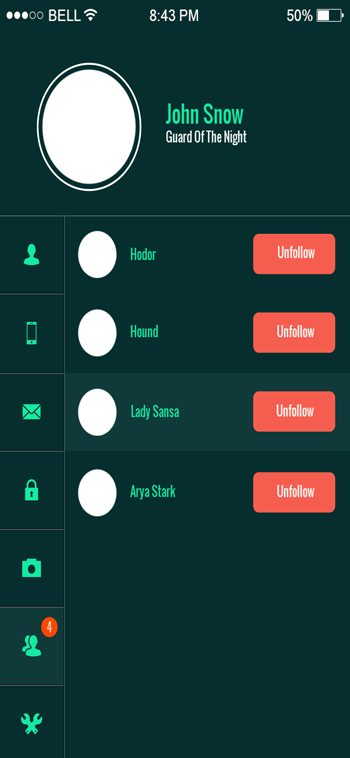 BELL 8:43 PM 50%
John Snow
Guard Of The Night
Hodor Unfollow
Hound Unfollow
Lady Sansa Unfollow
Arya Stark Unfollow
4